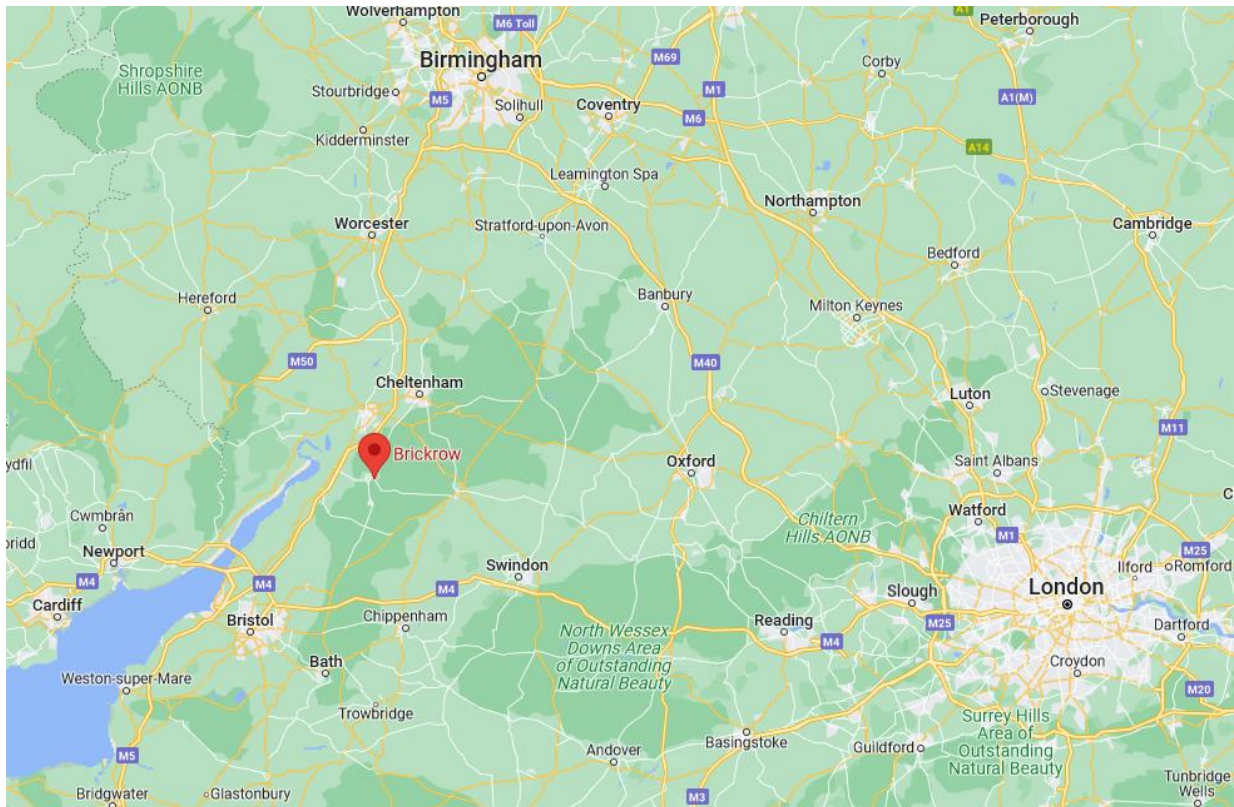 Wolverhampton
M6 Toll
A1
Peterborough
Birmingham
M69
Corby
Shropshire
Hills AONB
M1
Stourbridge
M5
Solihull
Coventry
M6
A1(M)
Kidderminster
A14
Leamington Spa
Northampton
Worcester
Stratford-upon-Avon
Cambridge
Bedford
Hereford
Banbury
Milton Keynes
M50
M40
Cheltenham
Luton
Stevenage
M11
Brickrow
Oxford
Saint Albans
ydfil
C
Cwmbrân
Watford
Chiltern
Hills AONB
M1
bridd
Newport
M25
M4
Swindon
Ilford
Romford
M4
M4
Slough
London
Cardiff
Bristol
Chippenham
Reading
M25
Dartford
M4
North Wessex
Downs Area
of Outstanding
Natural Beauty
Bath
Croydon
Weston-super-Mare
M20
Trowbridge
Surrey Hills
Area of
Outstanding
Natural Beauty
Basingstoke
Guildford
M5
Andover
Tunbridge
Wells
Bridgwater
Glastonbury
M3